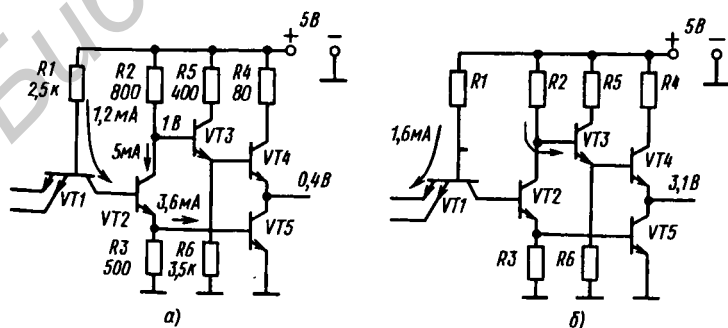 Биб
+ 5В −
R1
2,5к
R2
800
R5
400
R4
80
1,2мА
1В
VT3
5мА
VT4
0,4В
VT1
VT2
3,6мА
VT5
R3
500
R6
3,5к
а)
+ 5В −
R1
R2
R5
R4
1,6мА
VT3
VT4
3,1В
VT1
VT2
VT5
R3
R6
б)